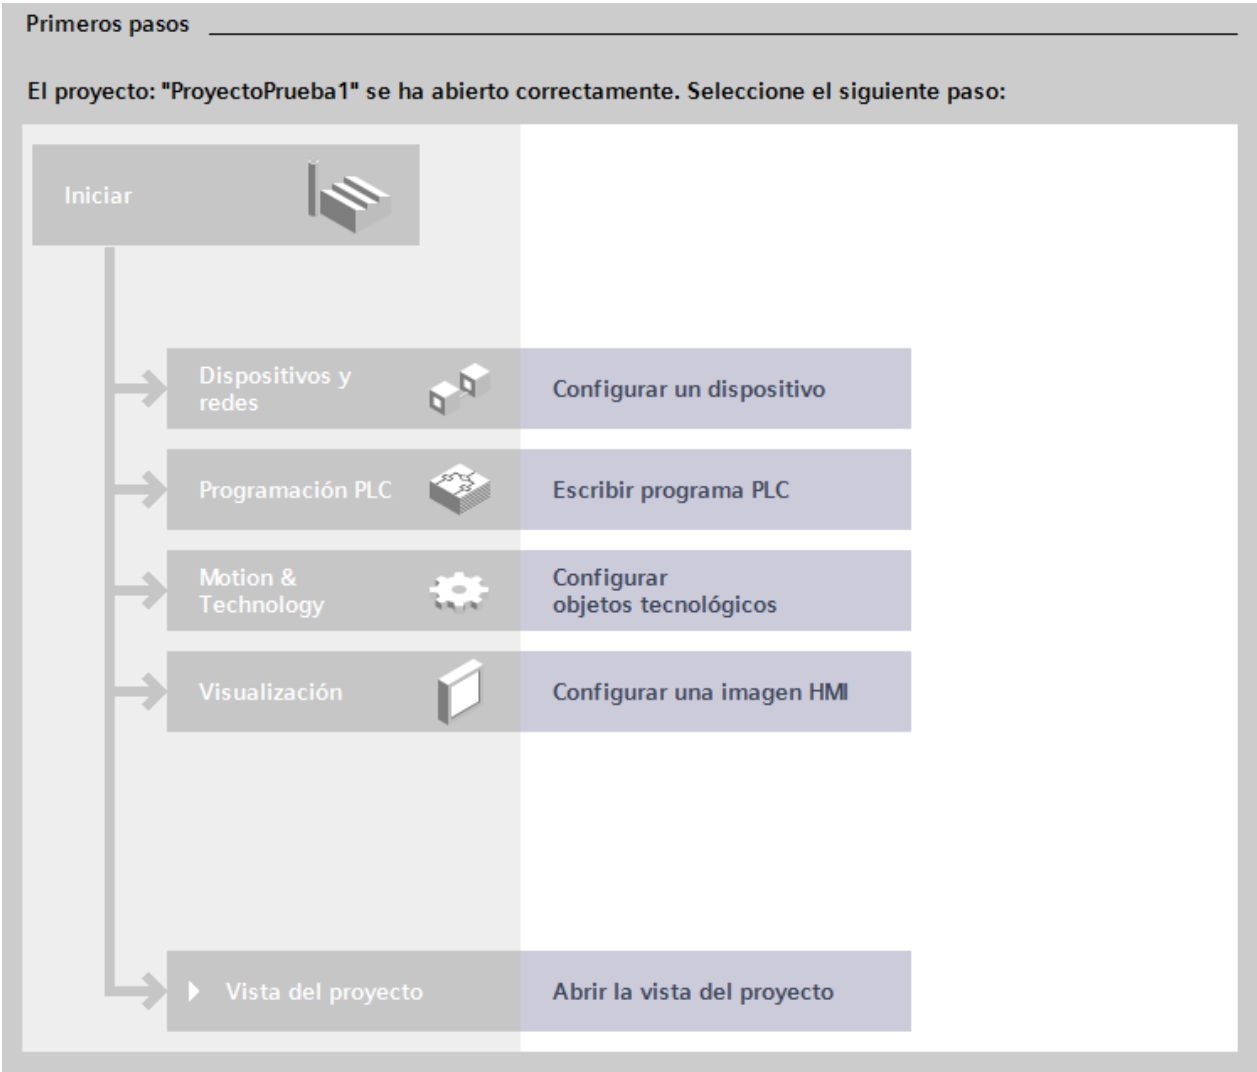 Primeros pasos
El proyecto: "ProyectoPrueba1" se ha abierto correctamente. Seleccione el siguiente paso:
Iniciar
Dispositivos y
redes
Configurar un dispositivo
Programación PLC
Escribir programa PLC
Motion &
Technology
Configurar
objetos tecnológicos
Visualización
Configurar una imagen HMI
Vista del proyecto
Abrir la vista del proyecto